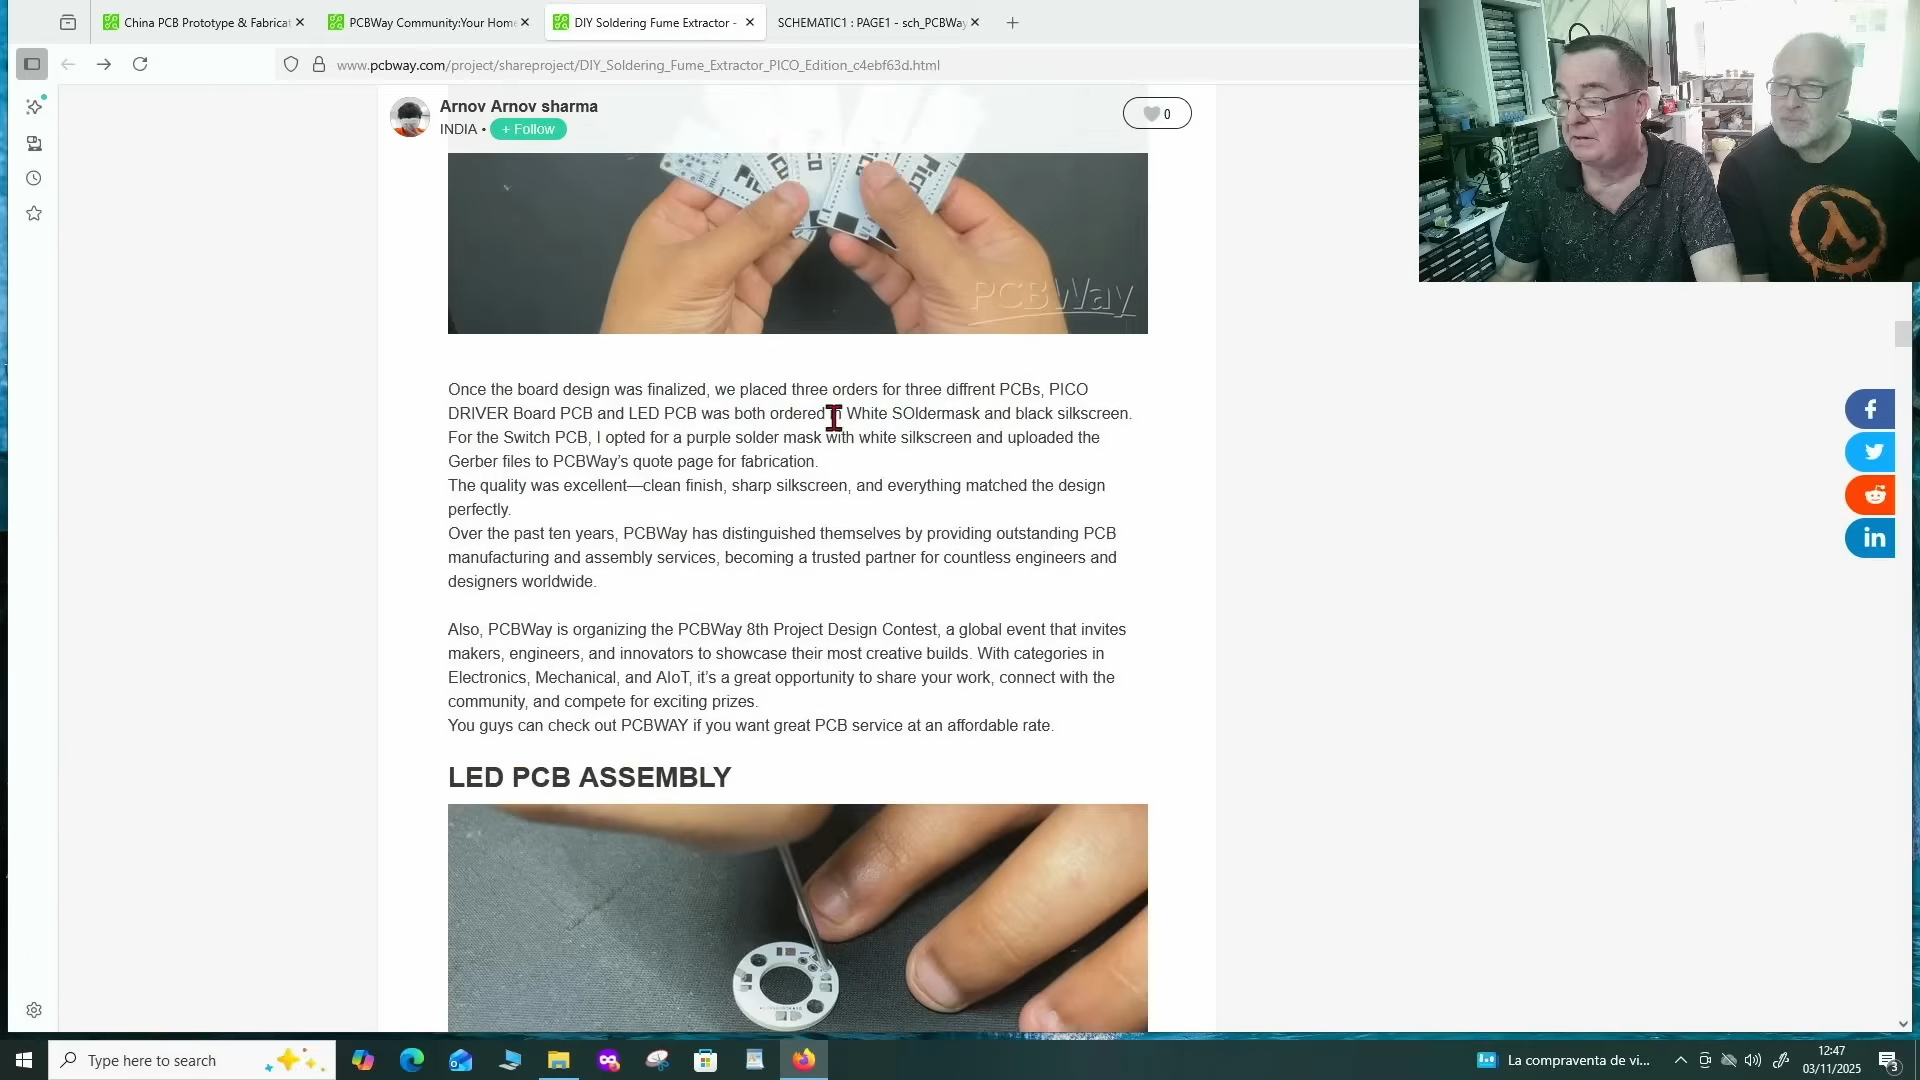 China PCB Prototype & Fabricat
PCBWay Community:Your Home
DIY Soldering Fume Extractor -
SCHEMATIC1 : PAGE1 - sch_PCBWay
www.pcbway.com/project/shareproject/DIY_Soldering_Fume_Extractor_PICO_Edition_c4ebf63d.html
Arnov Arnov sharma
INDIA • + Follow
0
PICO
PICO
PCBWay
Once the board design was finalized, we placed three orders for three diffrent PCBs, PICO
DRIVER Board PCB and LED PCB was both ordered in White SOldermask and black silkscreen.
For the Switch PCB, I opted for a purple solder mask with white silkscreen and uploaded the
Gerber files to PCBWay’s quote page for fabrication.
The quality was excellent—clean finish, sharp silkscreen, and everything matched the design
perfectly.
Over the past ten years, PCBWay has distinguished themselves by providing outstanding PCB
manufacturing and assembly services, becoming a trusted partner for countless engineers and
designers worldwide.
Also, PCBWay is organizing the PCBWay 8th Project Design Contest, a global event that invites
makers, engineers, and innovators to showcase their most creative builds. With categories in
Electronics, Mechanical, and AIoT, it’s a great opportunity to share your work, connect with the
community, and compete for exciting prizes.
You guys can check out PCBWAY if you want great PCB service at an affordable rate.
LED PCB ASSEMBLY
Type here to search
La compraventa de vi...
12:47
03/11/2025
3